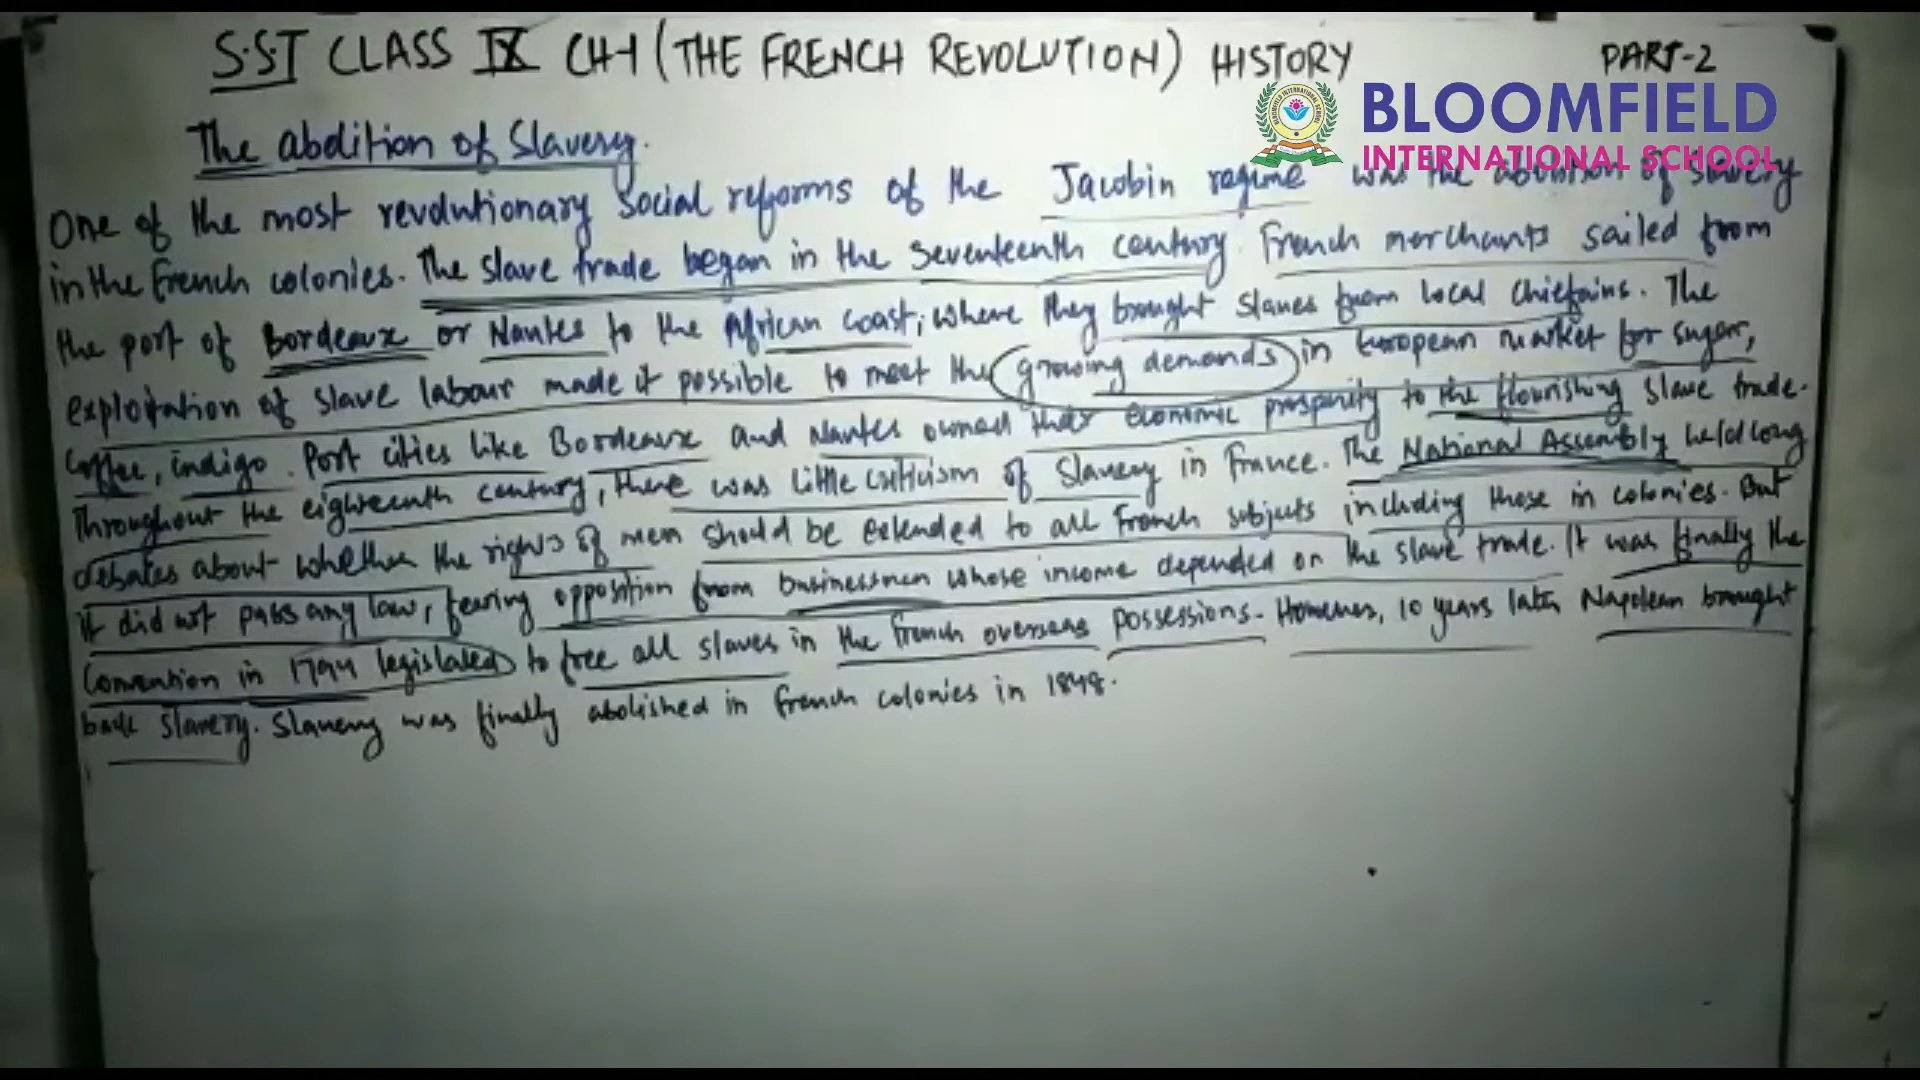 S.ST CLASS IX CH-1 (THE FRENCH REVOLUTION) HISTORY PART-2
BLOOMFIELD
INTERNATIONAL SCHOOL
The abolition of Slavery.
One of the most revolutionary social reforms of the Jacobin regime was the abolition of slavery
in the French colonies. The slave trade began in the seventeenth century. French merchants sailed from
the port of Bordeaux or Nantes to the African coast, where they brought slaves from local chieftains. The
exploitation of slave labour made it possible to meet the growing demands in European market for sugar,
Coffee, indigo. Port cities like Bordeaux and Nantes owned their economic prosperity to the flourishing slave trade.
Throughout the eighteenth century, there was little criticism of Slavery in France. The National Assembly held long
debates about whether the rights of men should be extended to all French subjects including those in colonies. But
it did not pass any law, fearing opposition from businessmen whose income depended on the slave trade. It was finally the
Convention in 1794 legislated to free all slaves in the French overseas possessions. However, 10 years later Napolean brought
back slavery. Slavery was finally abolished in French colonies in 1848.